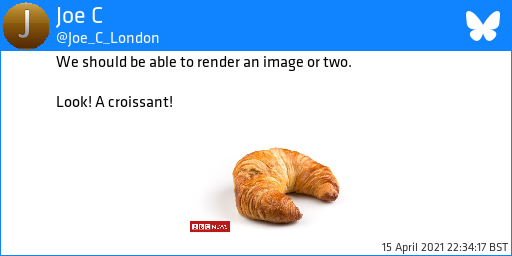 J
Joe C
@Joe_C_London
We should be able to render an image or two.
Look! A croissant!
BBC NEWS
15 April 2021 22:34:17 BST